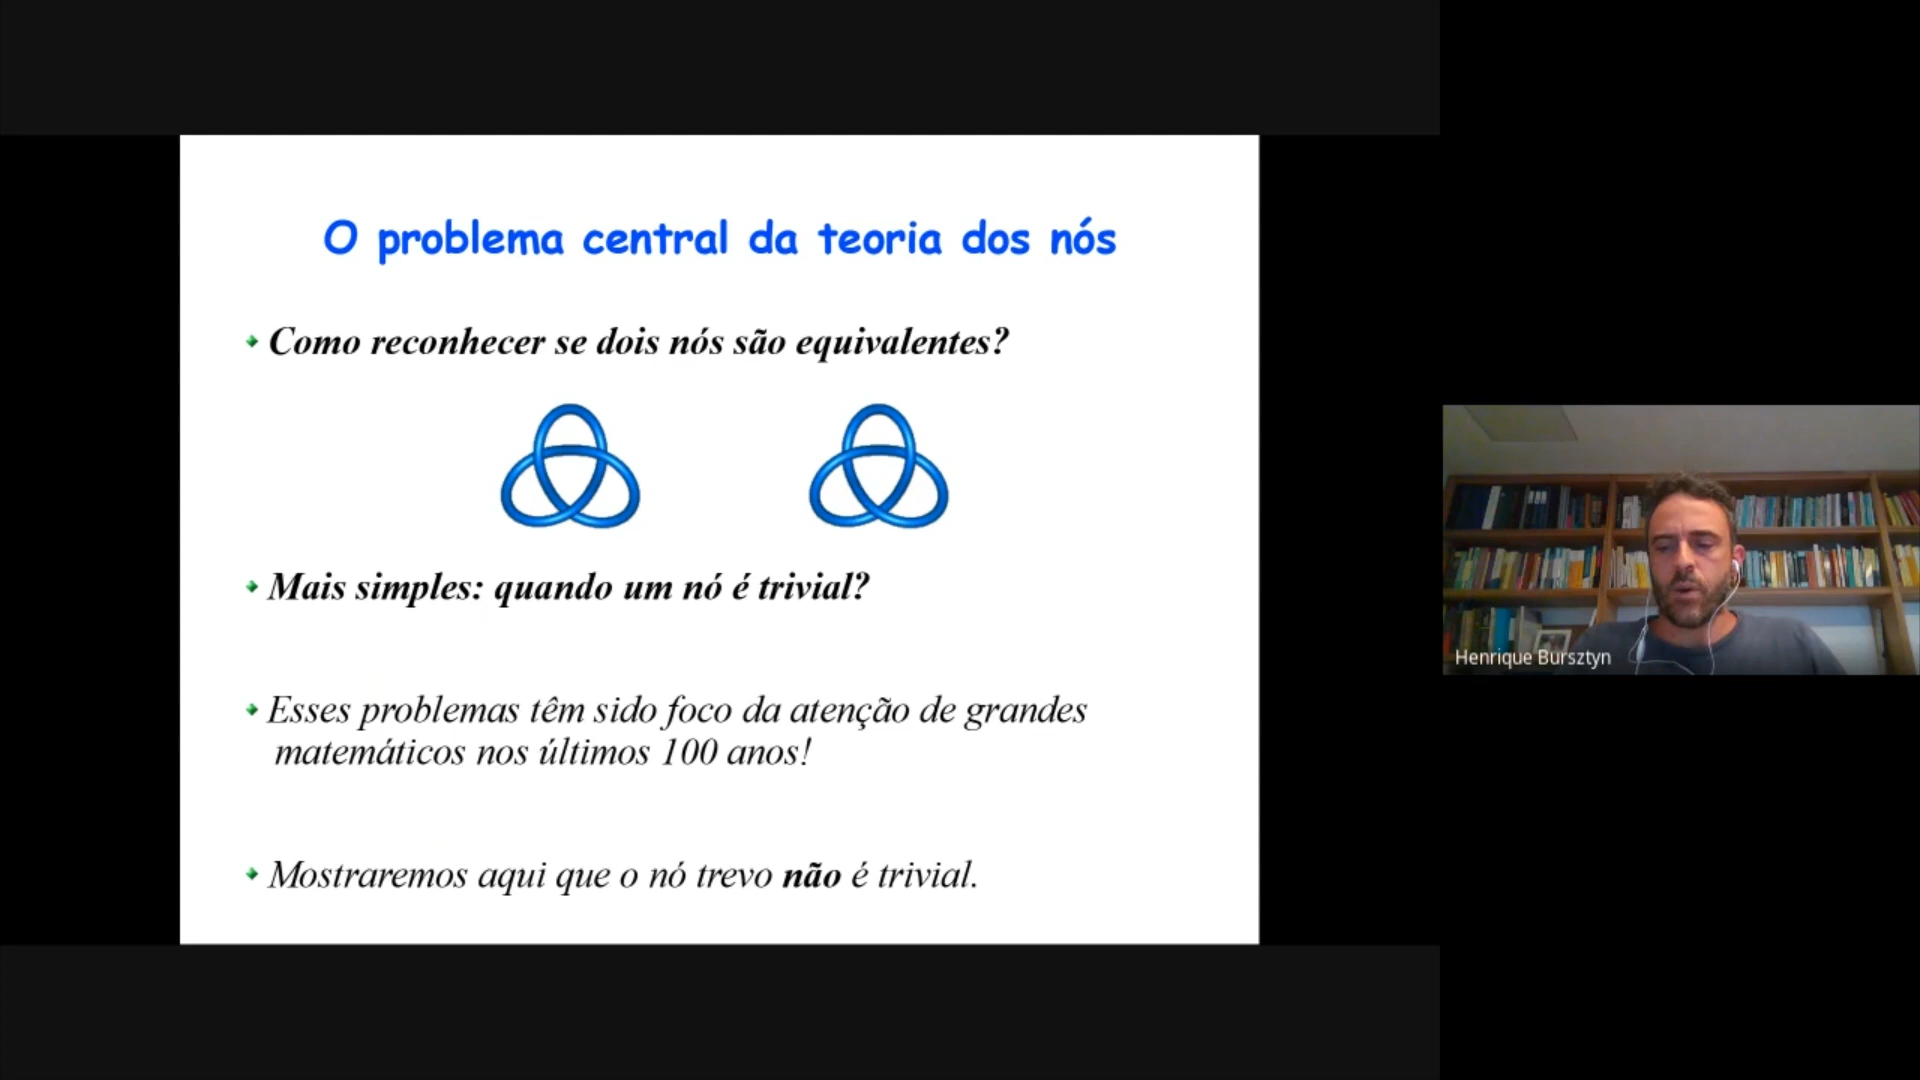 O problema central da teoria dos nós
Como reconhecer se dois nós são equivalentes?
Mais simples: quando um nó é trivial?
Esses problemas têm sido foco da atenção de grandes
matemáticos nos últimos 100 anos!
Mostraremos aqui que o nó trevo não é trivial.
Henrique Bursztyn